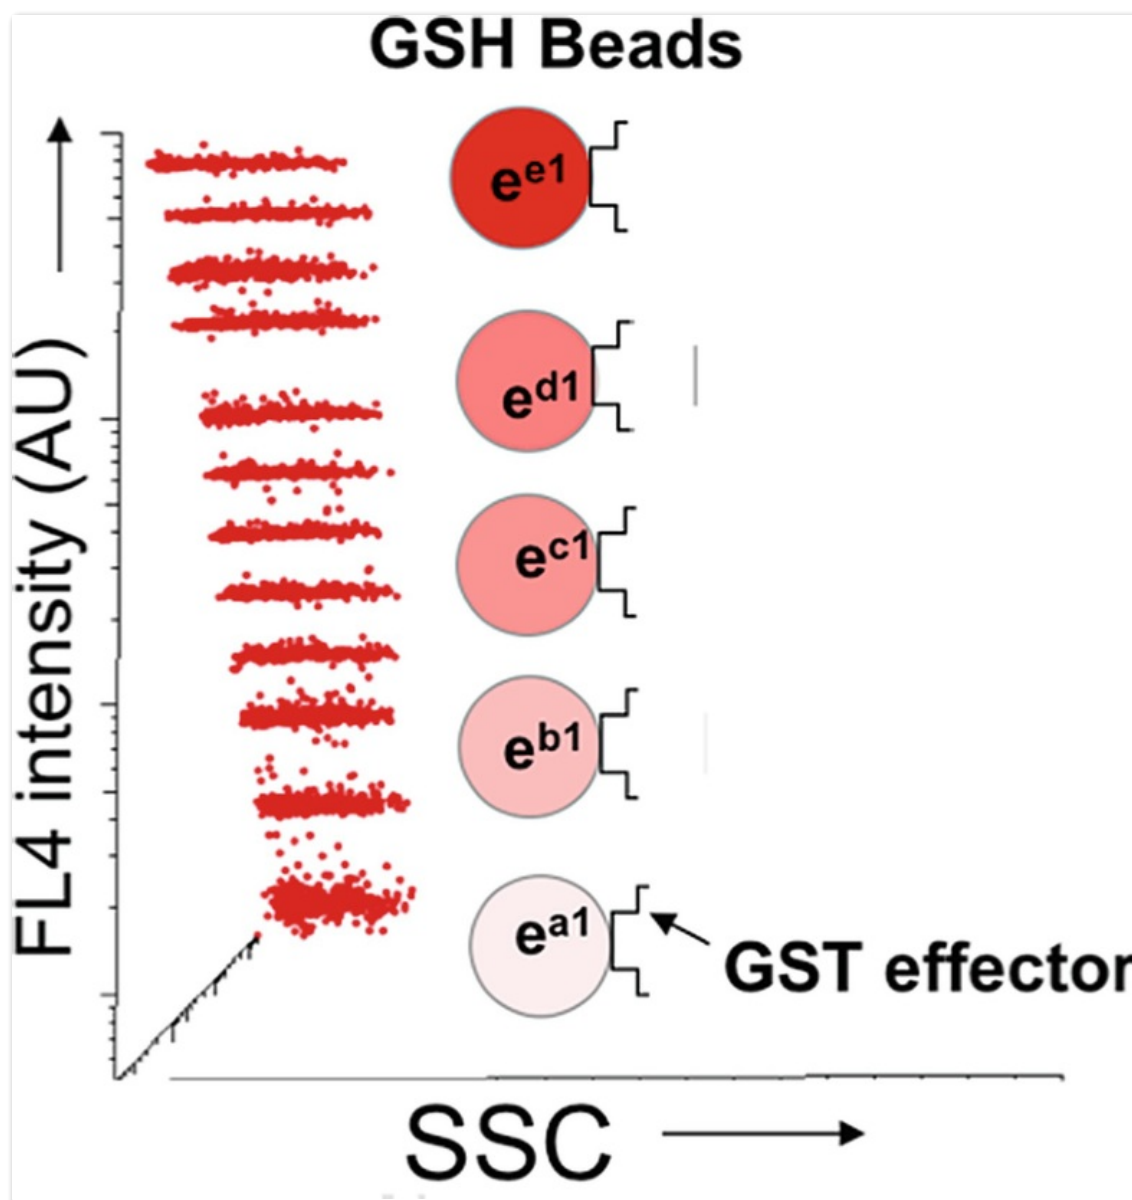 GSH Beads
e^e1
e^d1
e^c1
e^b1
e^a1
GST effector
FL4 intensity (AU)
SSC